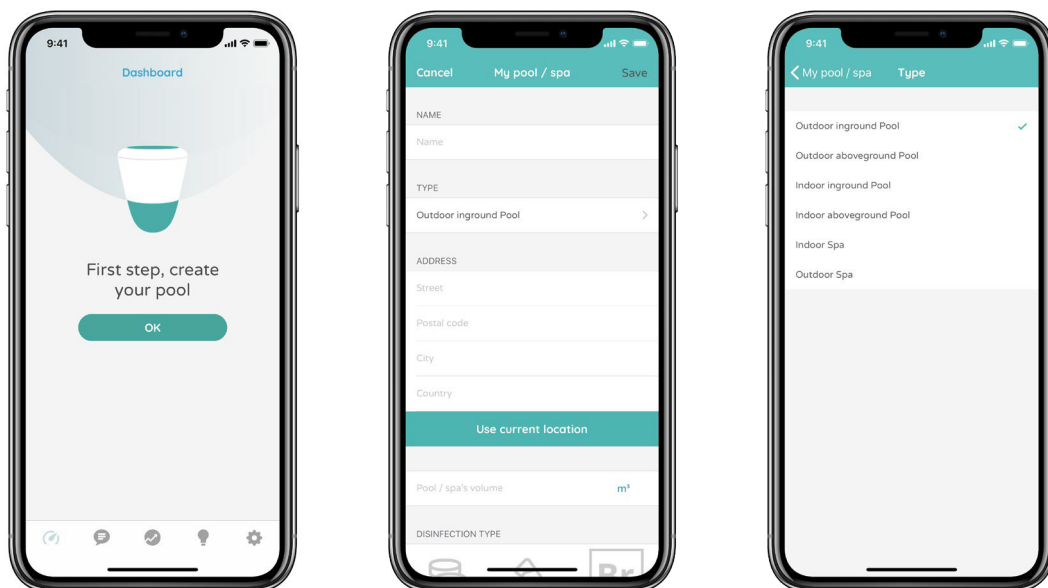 9:41
Dashboard
First step, create
your pool
OK
9:41
Cancel My pool / spa Save
NAME
Name
TYPE
Outdoor inground Pool
ADDRESS
Street
Postal code
City
Country
Use current location
Pool / spa's volume m³
DISINFECTION TYPE
Br
9:41
My pool / spa Type
Outdoor inground Pool
Outdoor aboveground Pool
Indoor inground Pool
Indoor aboveground Pool
Indoor Spa
Outdoor Spa